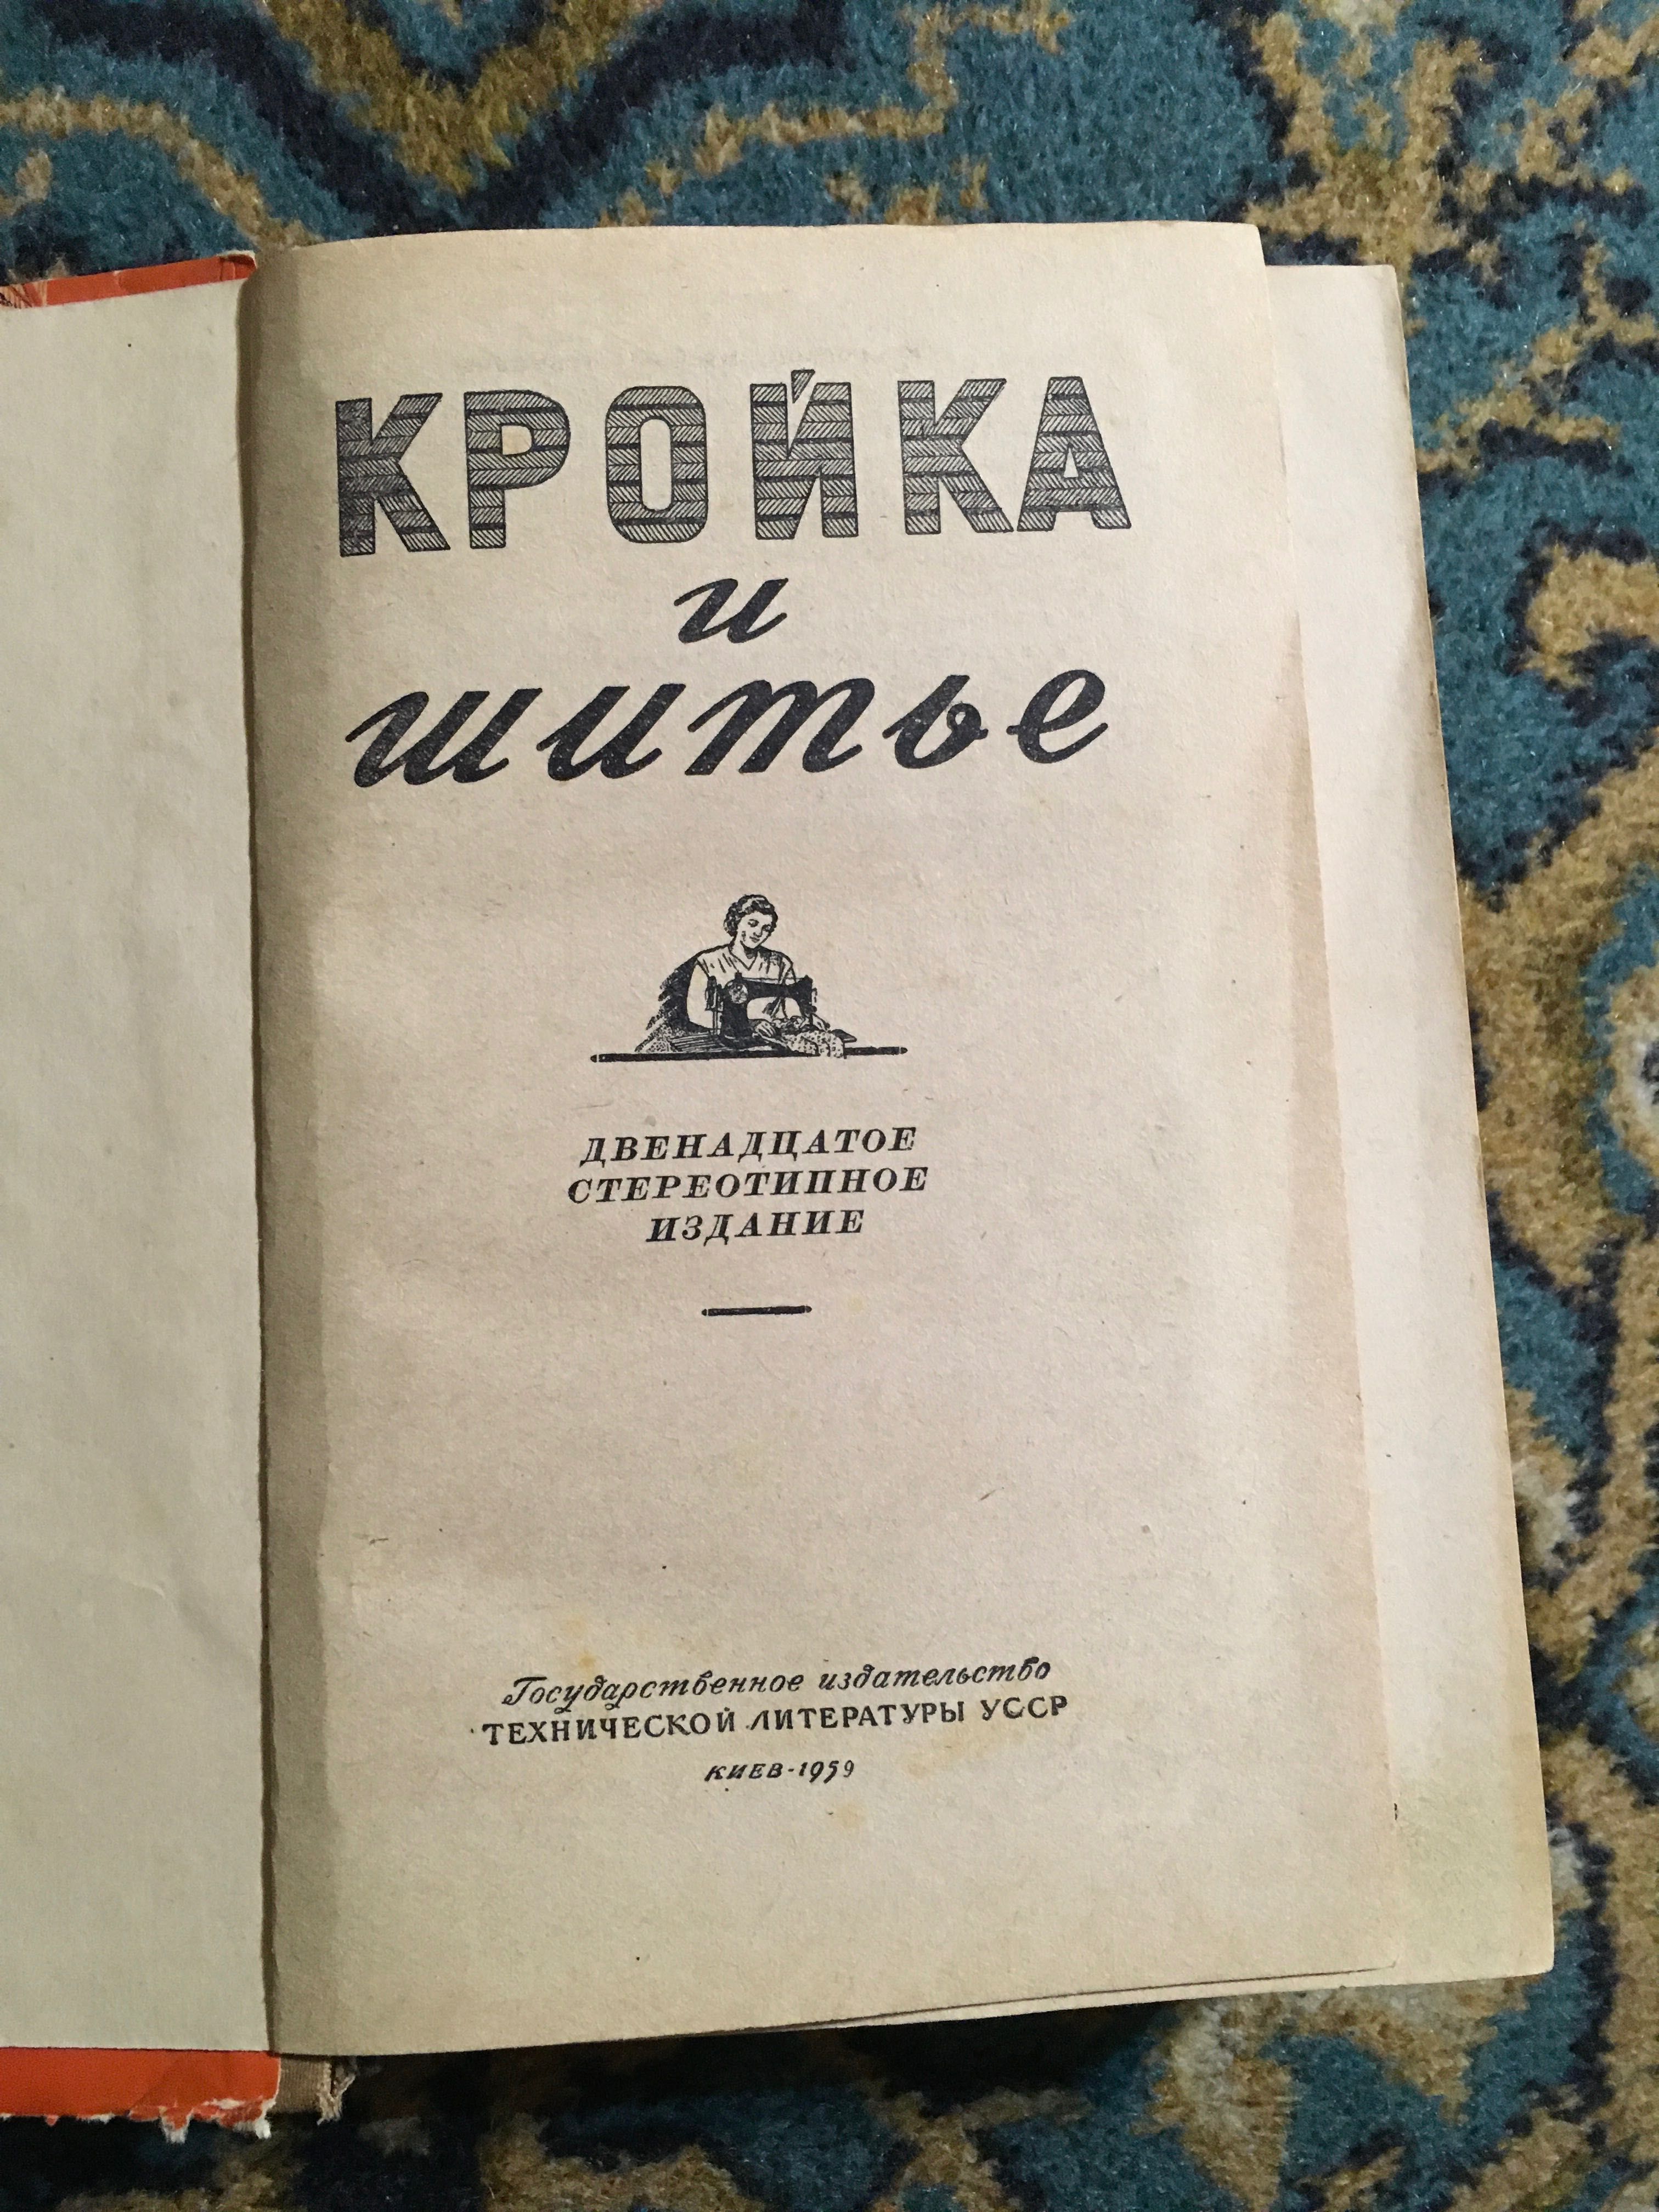 КРОЙКА
и
шитье
ДВЕНАДЦАТОЕ
СТЕРЕОТИПНОЕ
ИЗДАНИЕ
Государственное издательство
ТЕХНИЧЕСКОЙ ЛИТЕРАТУРЫ УССР
КИЕВ-1959